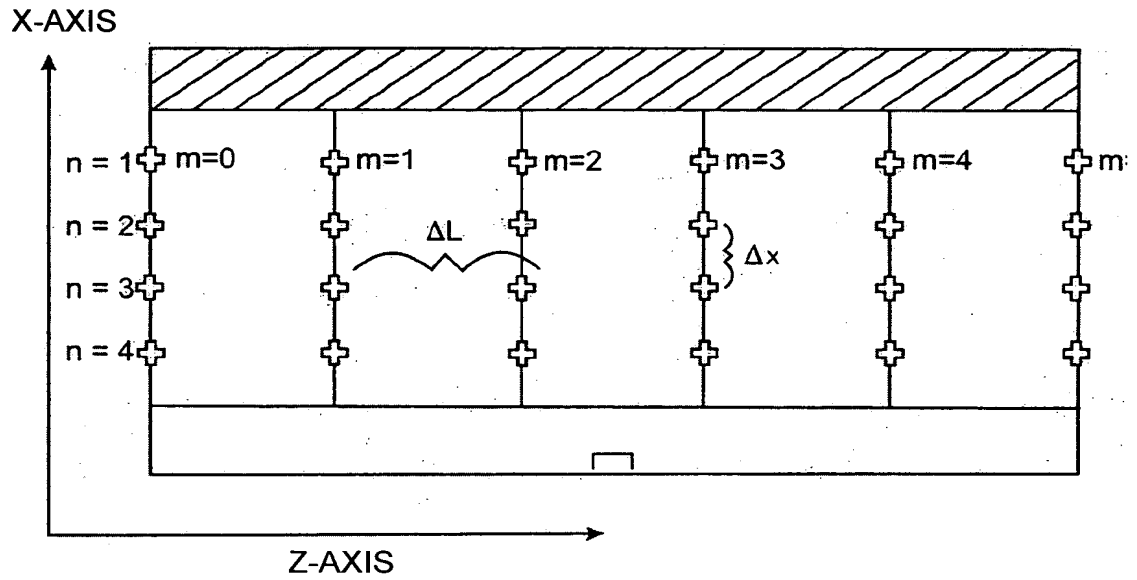 X-AXIS
n = 1 m=0 m=1 m=2 m=3 m=4 m=
n = 2
ΔL
Δx
n = 3
n = 4
Z-AXIS